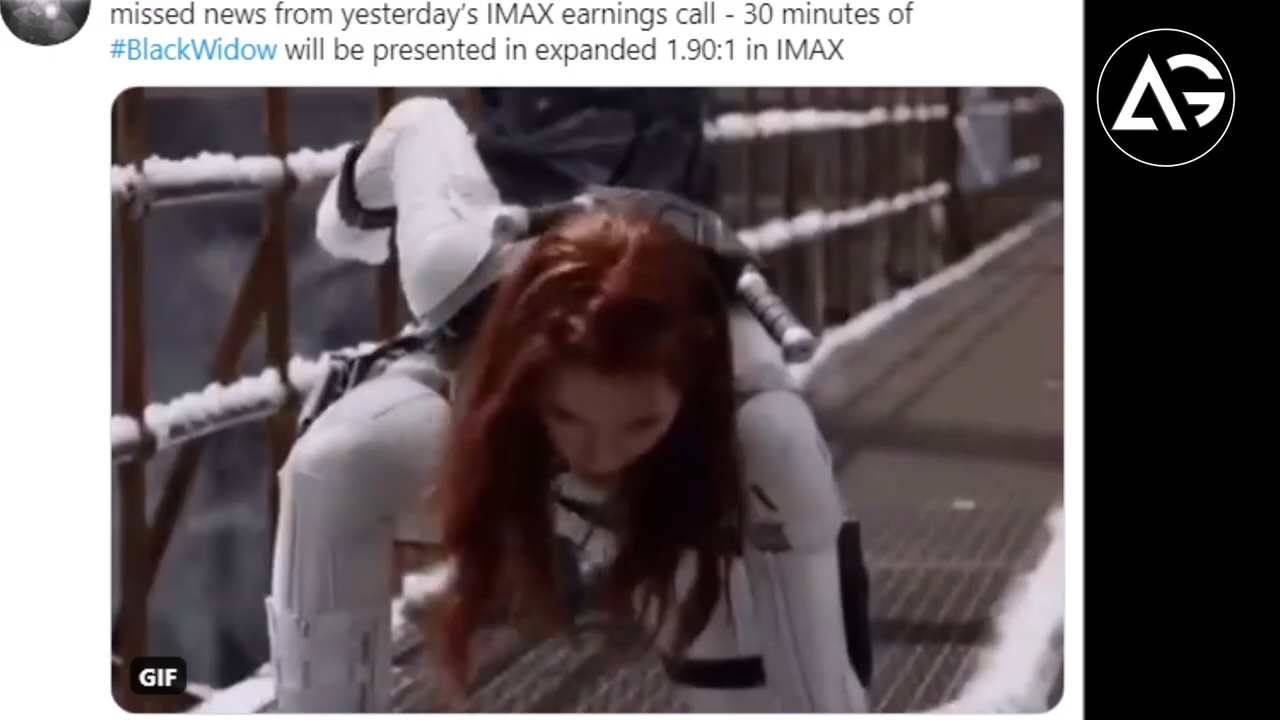 missed news from yesterday's IMAX earnings call - 30 minutes of
#BlackWidow will be presented in expanded 1.90:1 in IMAX
AG
GIF